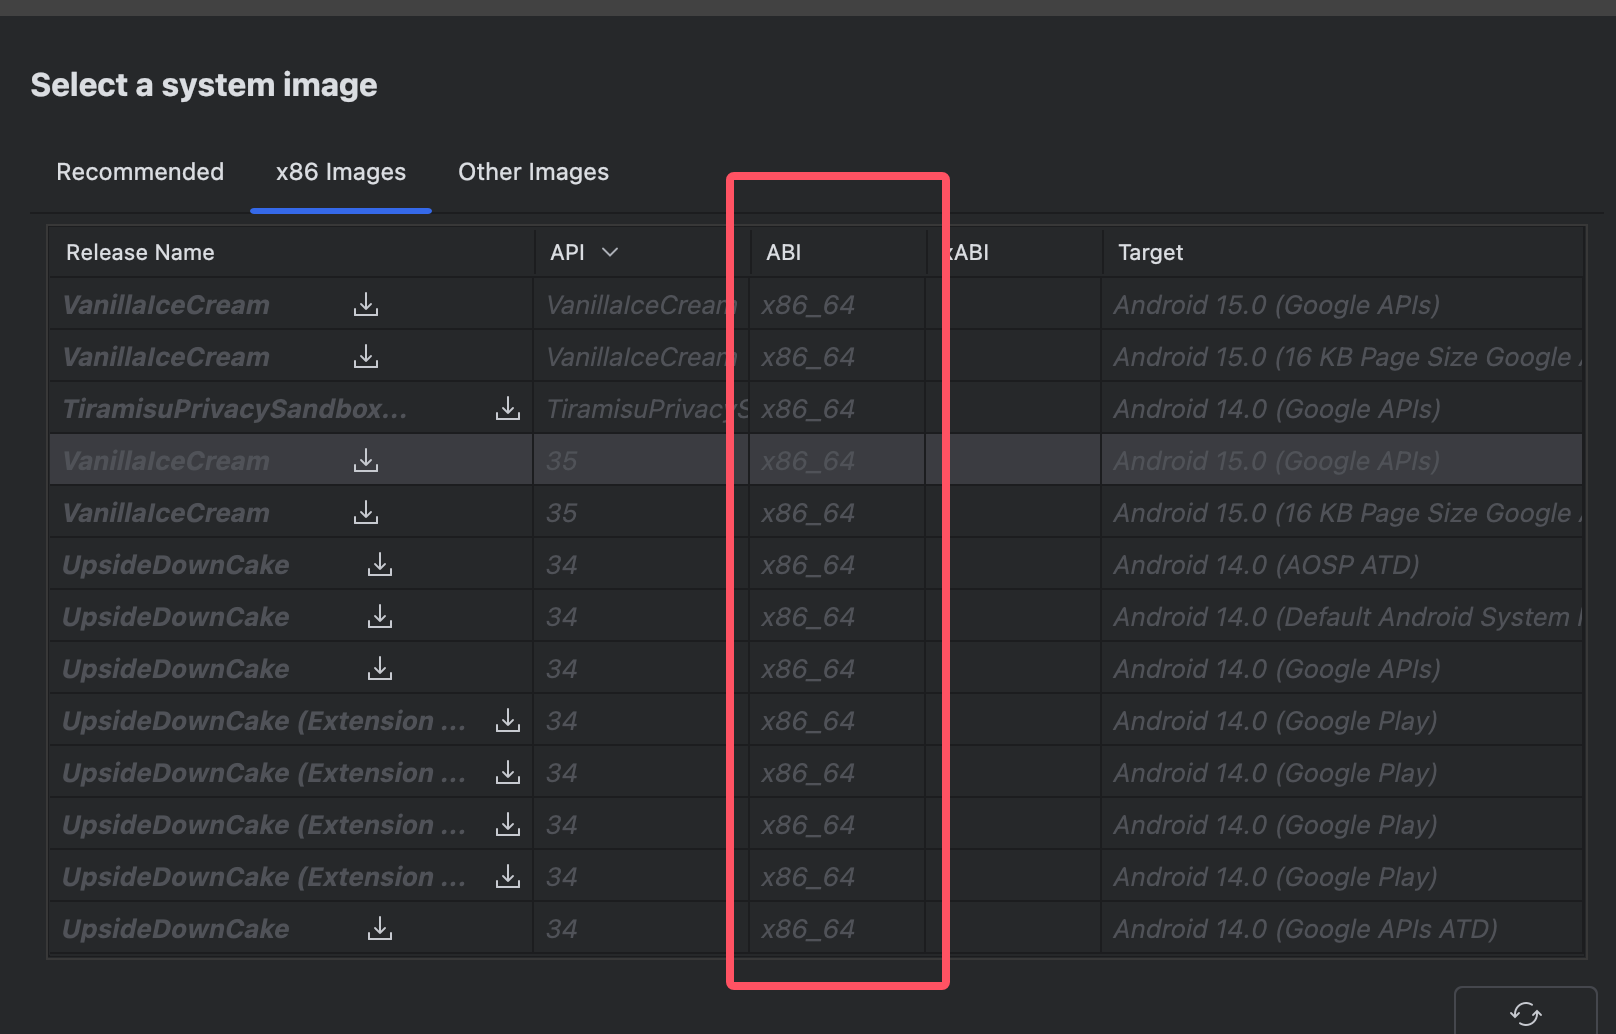 Select a system image
Recommended x86 Images Other Images
Release Name API ABI xABI Target
VanillaIceCream VanillaIceCream x86_64 Android 15.0 (Google APIs)
VanillaIceCream VanillaIceCream x86_64 Android 15.0 (16 KB Page Size Google
TiramisuPrivacySandbox... TiramisuPrivacyS x86_64 Android 14.0 (Google APIs)
VanillaIceCream 35 x86_64 Android 15.0 (Google APIs)
VanillaIceCream 35 x86_64 Android 15.0 (16 KB Page Size Google
UpsideDownCake 34 x86_64 Android 14.0 (AOSP ATD)
UpsideDownCake 34 x86_64 Android 14.0 (Default Android System
UpsideDownCake 34 x86_64 Android 14.0 (Google APIs)
UpsideDownCake (Extension ... 34 x86_64 Android 14.0 (Google Play)
UpsideDownCake (Extension ... 34 x86_64 Android 14.0 (Google Play)
UpsideDownCake (Extension ... 34 x86_64 Android 14.0 (Google Play)
UpsideDownCake (Extension ... 34 x86_64 Android 14.0 (Google Play)
UpsideDownCake 34 x86_64 Android 14.0 (Google APIs ATD)